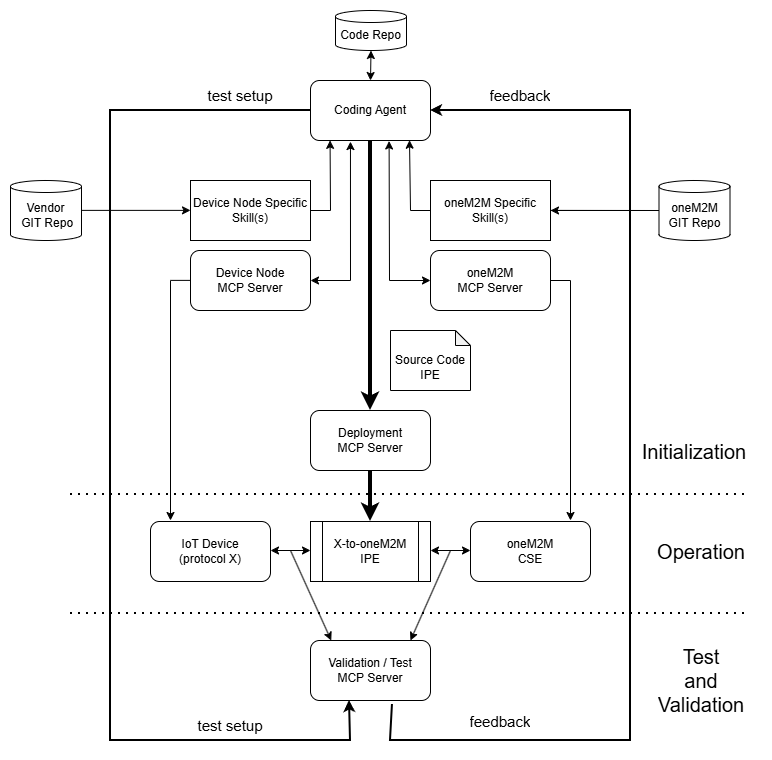 Code Repo
test setup
feedback
Coding Agent
Vendor
GIT Repo
Device Node Specific
Skill(s)
oneM2M Specific
Skill(s)
oneM2M
GIT Repo
Device Node
MCP Server
oneM2M
MCP Server
Source Code
IPE
Deployment
MCP Server
Initialization
IoT Device
(protocol X)
X-to-oneM2M
IPE
oneM2M
CSE
Operation
Validation / Test
MCP Server
Test
and
Validation
test setup
feedback